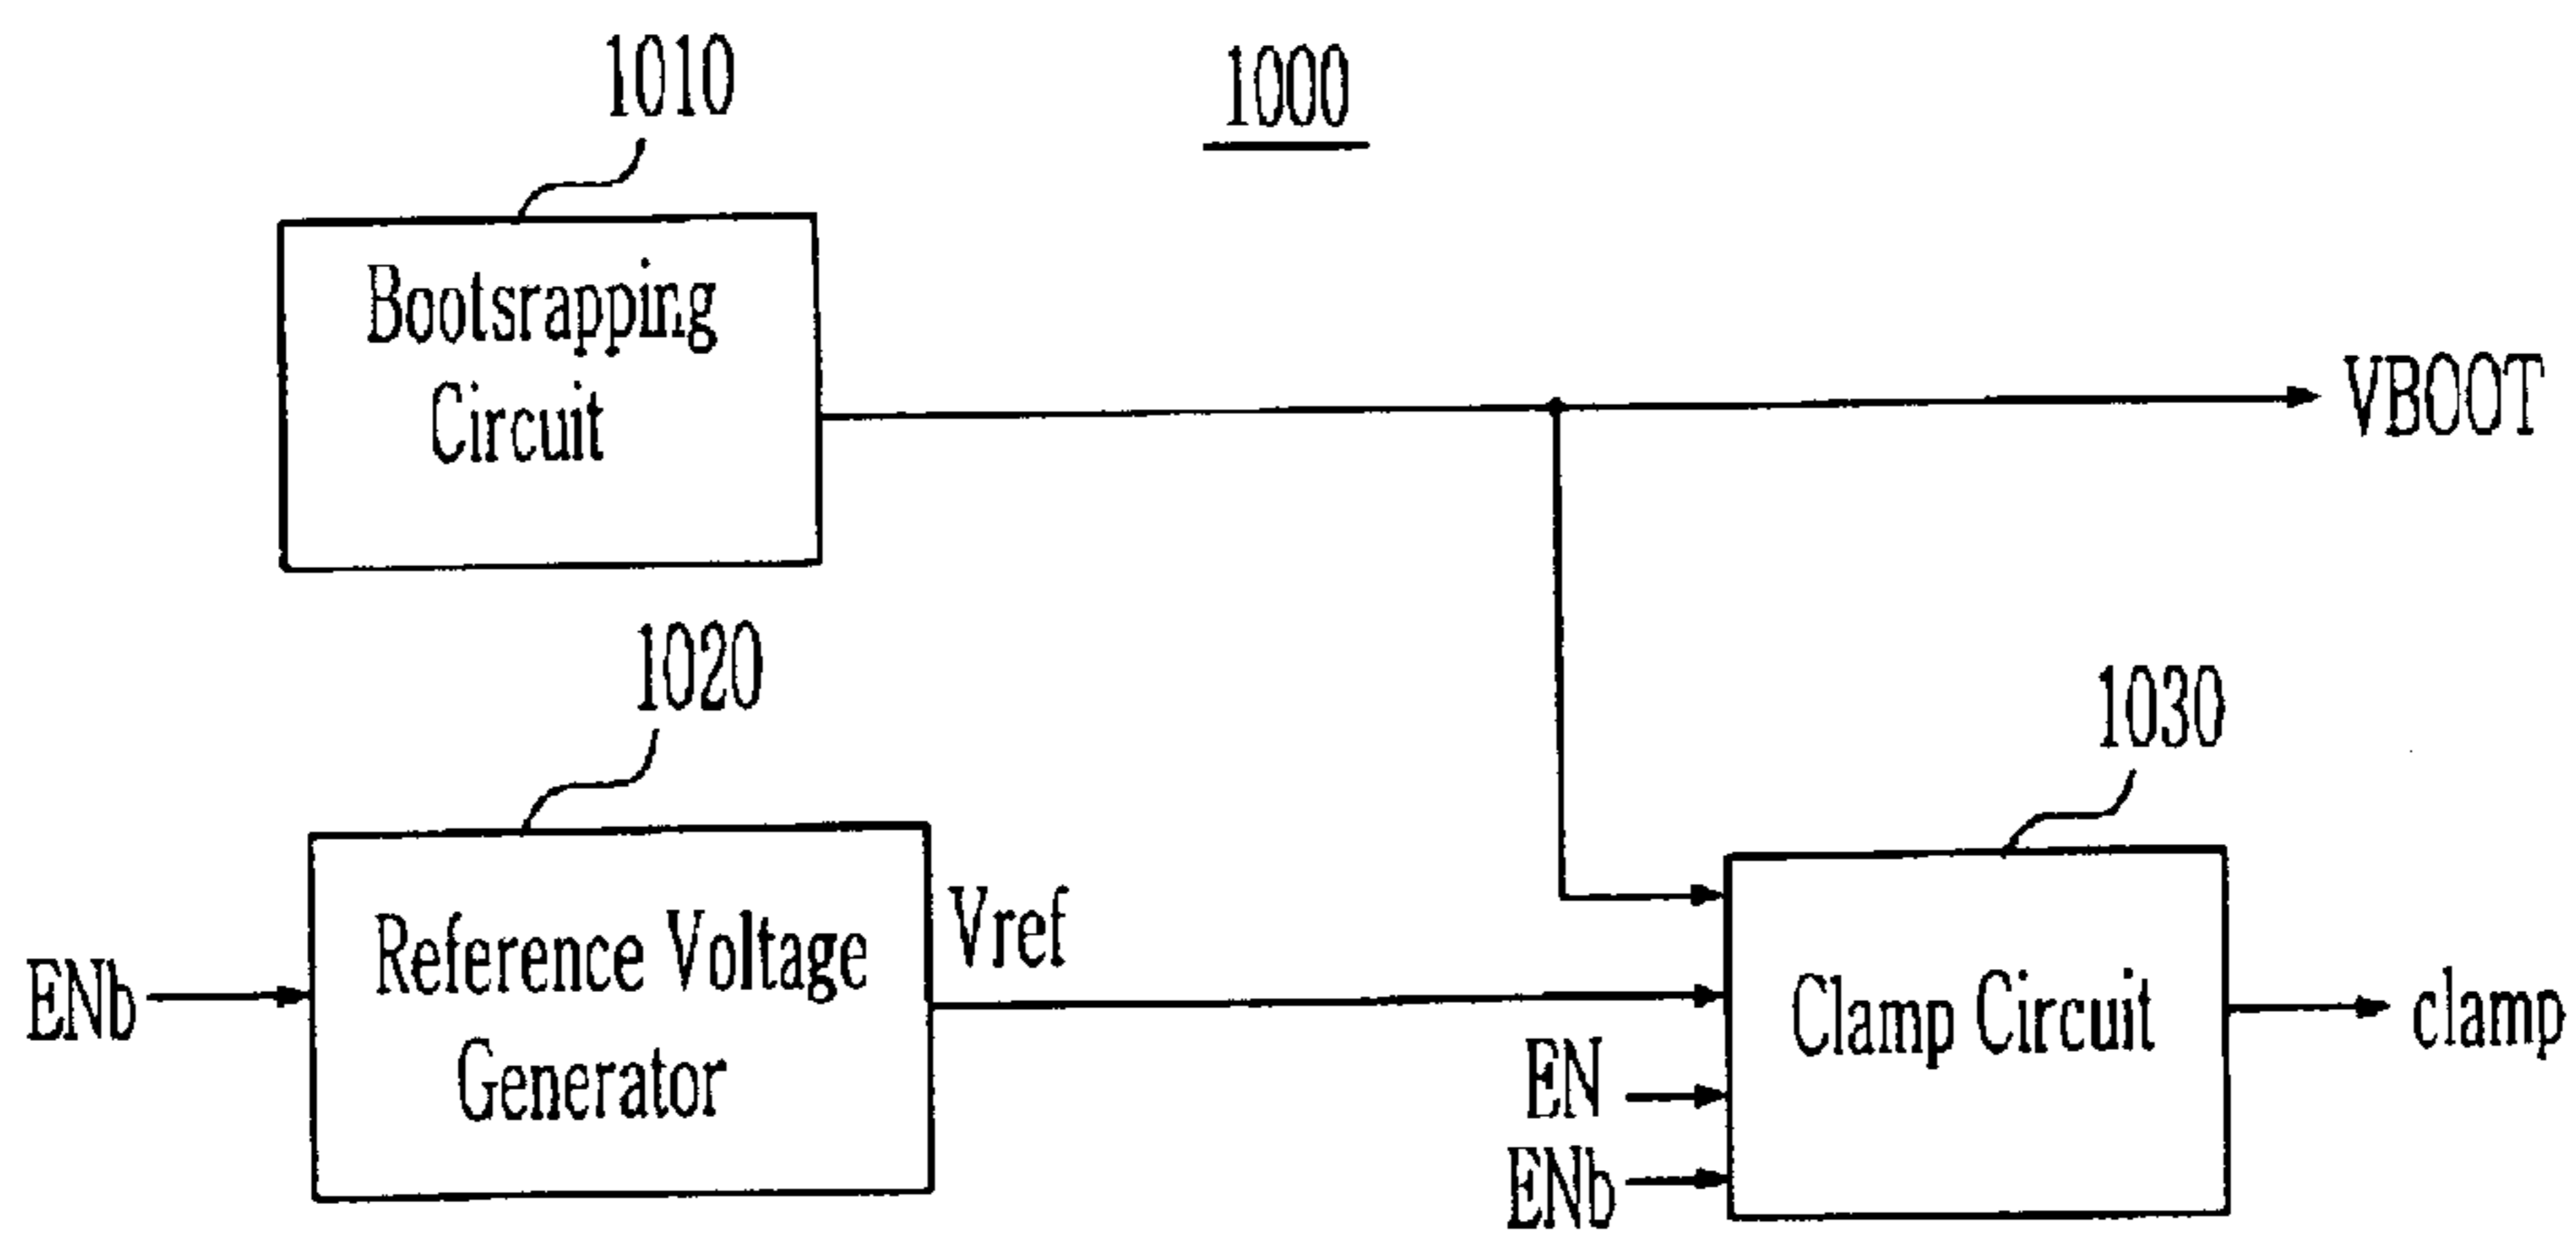 1010
1000
Bootsrapping
Circuit
VBOOT
1020
1030
Vref
Reference Voltage
Generator
ENb
Clamp Circuit
clamp
EN
ENb